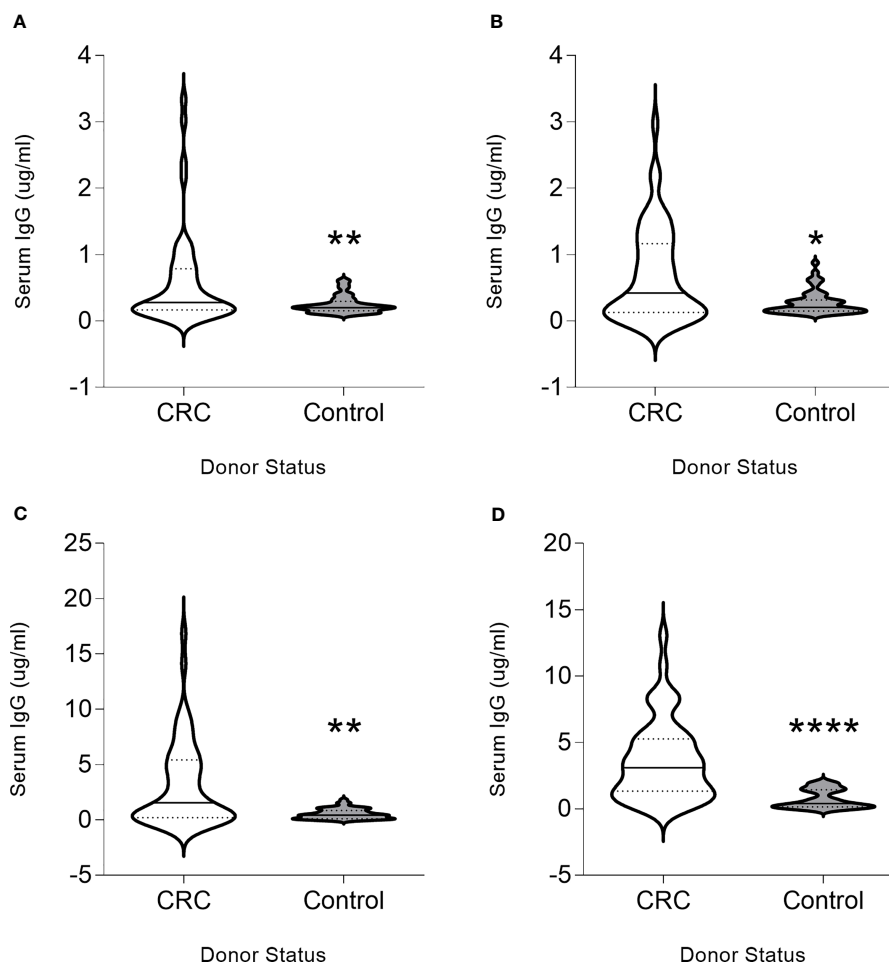 A
Serum IgG (ug/ml)
4
3
2
1
0
-1
**
CRC
Control
Donor Status
B
Serum IgG (ug/ml)
4
3
2
1
0
-1
*
CRC
Control
Donor Status
C
Serum IgG (ug/ml)
25
20
15
10
5
0
-5
**
CRC
Control
Donor Status
D
Serum IgG (ug/ml)
20
15
10
5
0
-5
****
CRC
Control
Donor Status